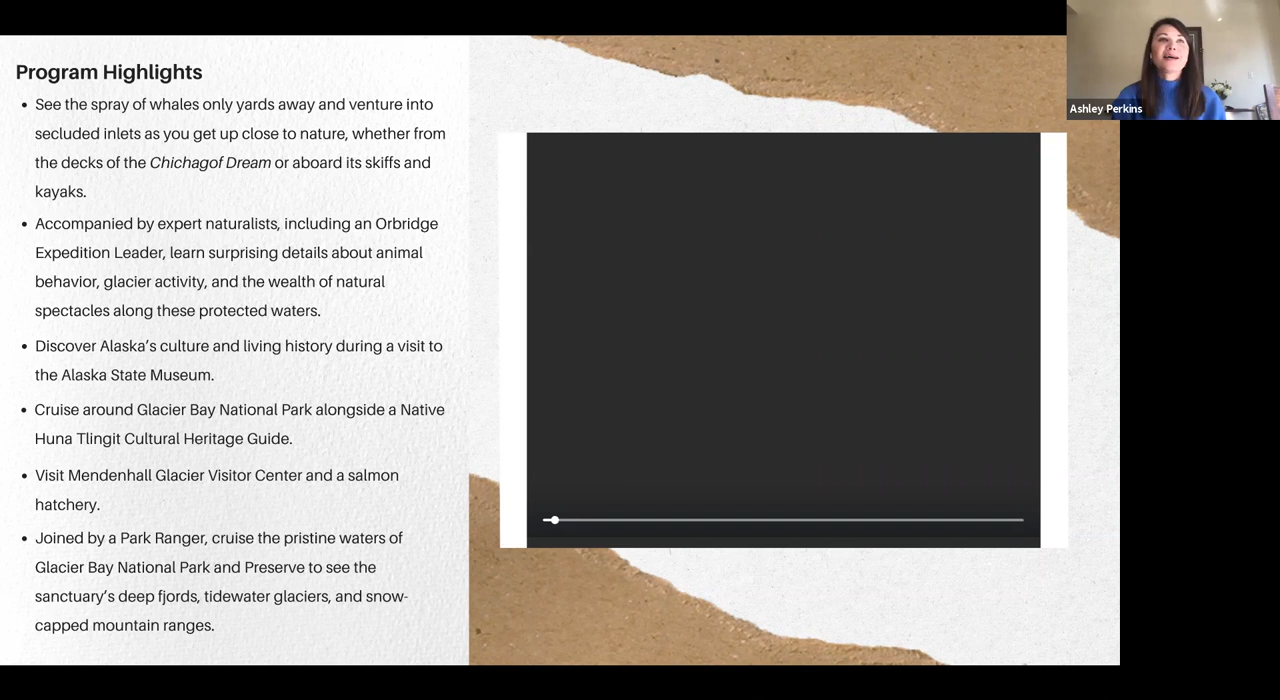 Program Highlights
• See the spray of whales only yards away and venture into
secluded inlets as you get up close to nature, whether from
the decks of the Chichagof Dream or aboard its skiffs and
kayaks.
• Accompanied by expert naturalists, including an Orbridge
Expedition Leader, learn surprising details about animal
behavior, glacier activity, and the wealth of natural
spectacles along these protected waters.
• Discover Alaska’s culture and living history during a visit to
the Alaska State Museum.
• Cruise around Glacier Bay National Park alongside a Native
Huna Tlingit Cultural Heritage Guide.
• Visit Mendenhall Glacier Visitor Center and a salmon
hatchery.
• Joined by a Park Ranger, cruise the pristine waters of
Glacier Bay National Park and Preserve to see the
sanctuary’s deep fjords, tidewater glaciers, and snow-
capped mountain ranges.
Ashley Perkins